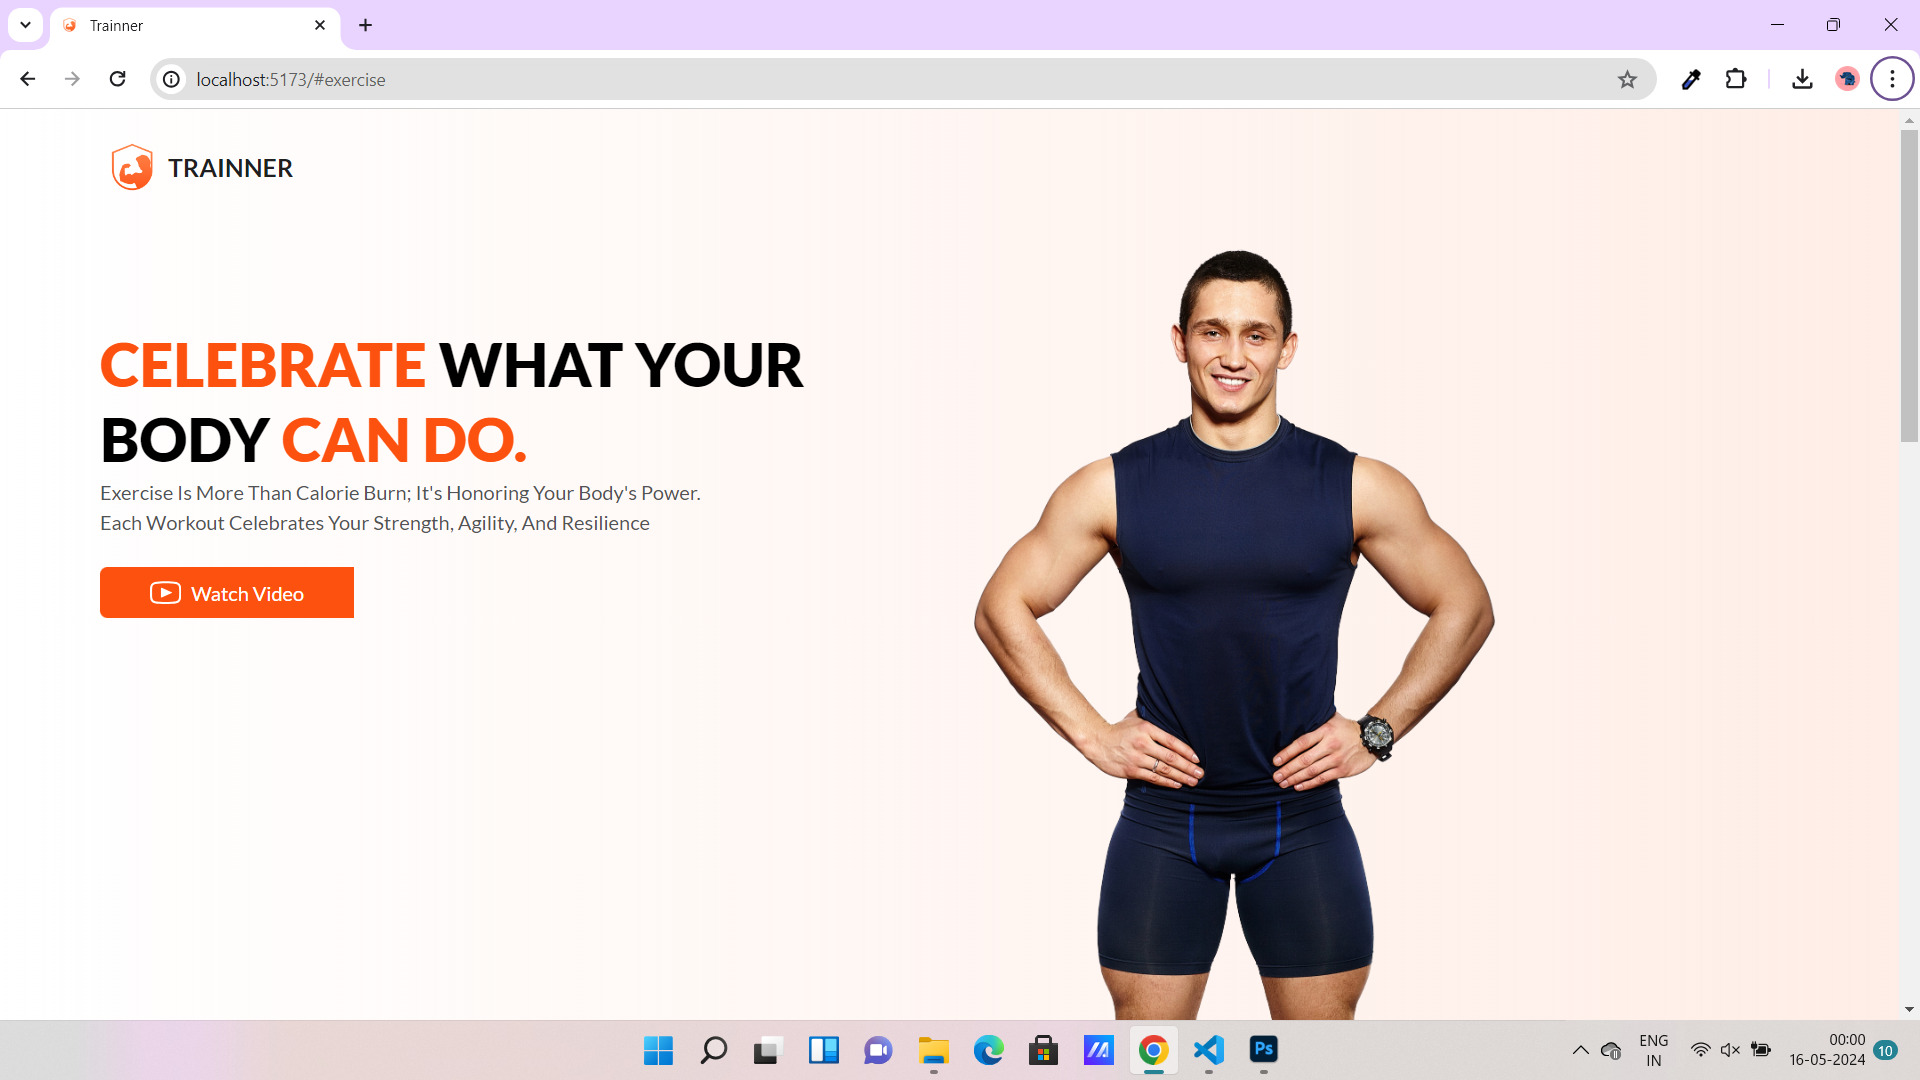 Trainner
localhost:5173/#exercise
TRAINNER
CELEBRATE WHAT YOUR
BODY CAN DO.
Exercise Is More Than Calorie Burn; It's Honoring Your Body's Power.
Each Workout Celebrates Your Strength, Agility, And Resilience
Watch Video
Ps
ENG
IN
00:00
16-05-2024
10